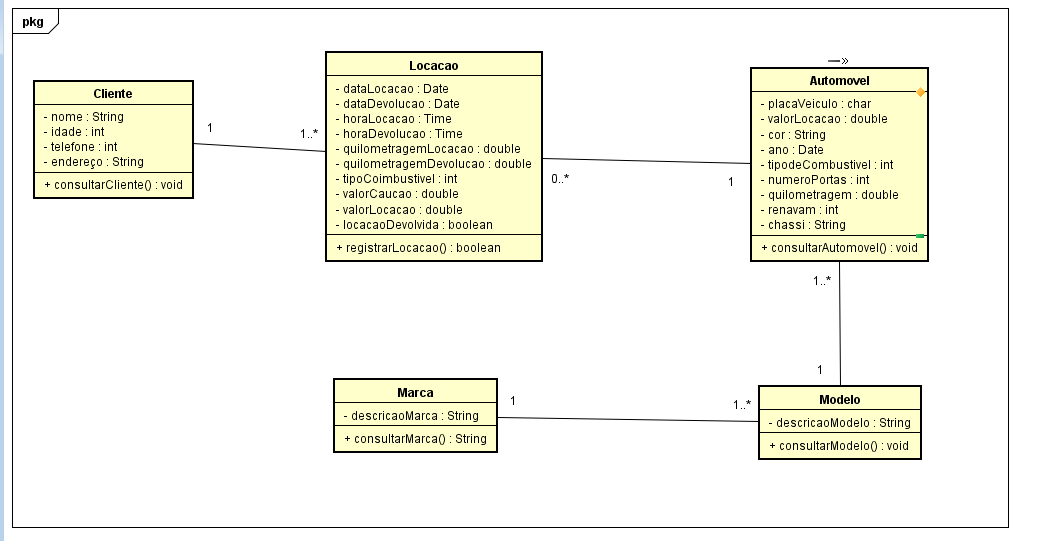 pkg
Cliente
- nome : String
- idade : int
- telefone : int
- endereço : String
+ consultarCliente() : void
1
1..*
Locacao
- dataLocacao : Date
- dataDevolucao : Date
- horaLocacao : Time
- horaDevolucao : Time
- quilometragemLocacao : double
- quilometragemDevolucao : double
- tipoCoimbustivel : int
- valorCaucao : double
- valorLocacao : double
- locacaoDevolvida : boolean
+ registrarLocacao() : boolean
0..*
1
Automovel
- placaVeiculo : char
- valorLocacao : double
- cor : String
- ano : Date
- tipodeCombustivel : int
- numeroPortas : int
- quilometragem : double
- renavam : int
- chassi : String
+ consultarAutomovel() : void
1..*
1
Marca
- descricaoMarca : String
+ consultarMarca() : String
1
1..*
Modelo
- descricaoModelo : String
+ consultarModelo() : void